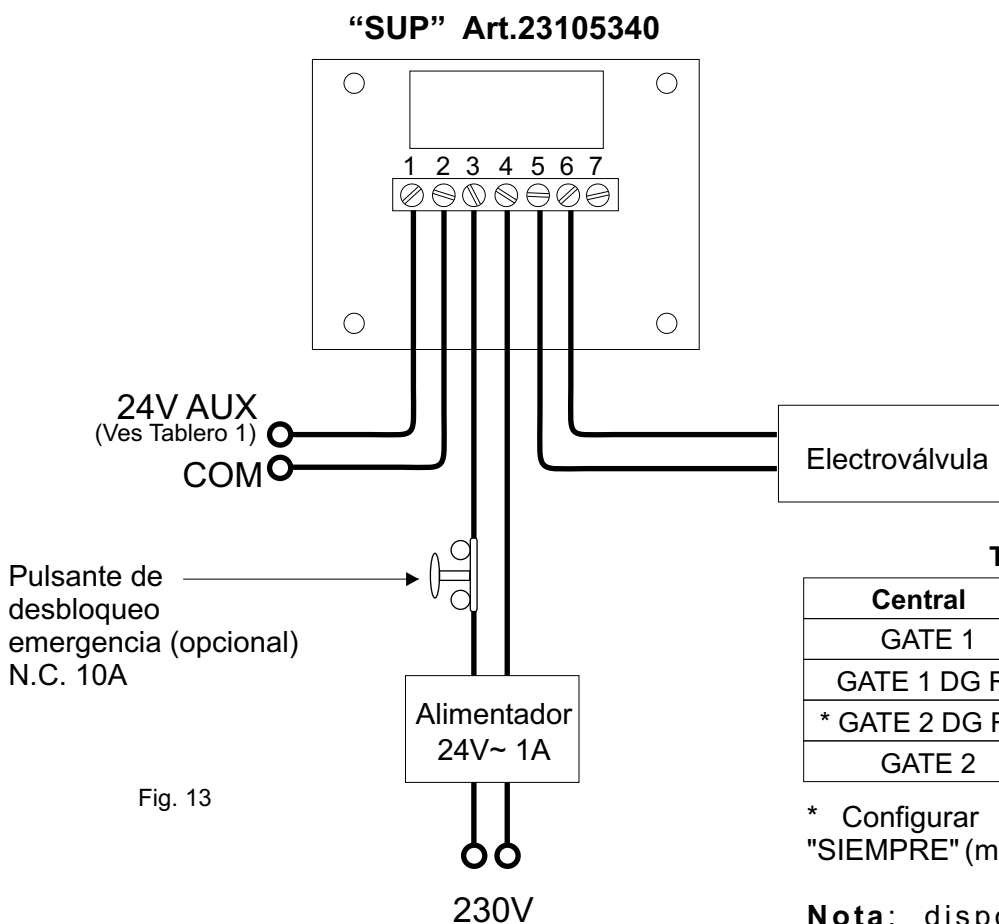 “SUP” Art.23105340
1 2 3 4 5 6 7
24V AUX
(Ves Tablero 1)
COM
Electroválvula
Pulsante de
desbloqueo
emergencia (opcional)
N.C. 10A
Alimentador
24V~ 1A
Fig. 13
230V
Central
GATE 1
GATE 1 DG
* GATE 2 DG
GATE 2
* Configurar
"SIEMPRE"
Nota: